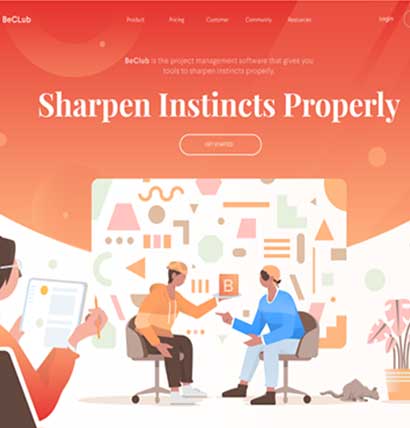 BeCLub Product Pricing Customer Community Resources Login
BeClub is the project management software that gives you
tools to sharpen instincts properly.
Sharpen Instincts Properly
GET STARTED
B